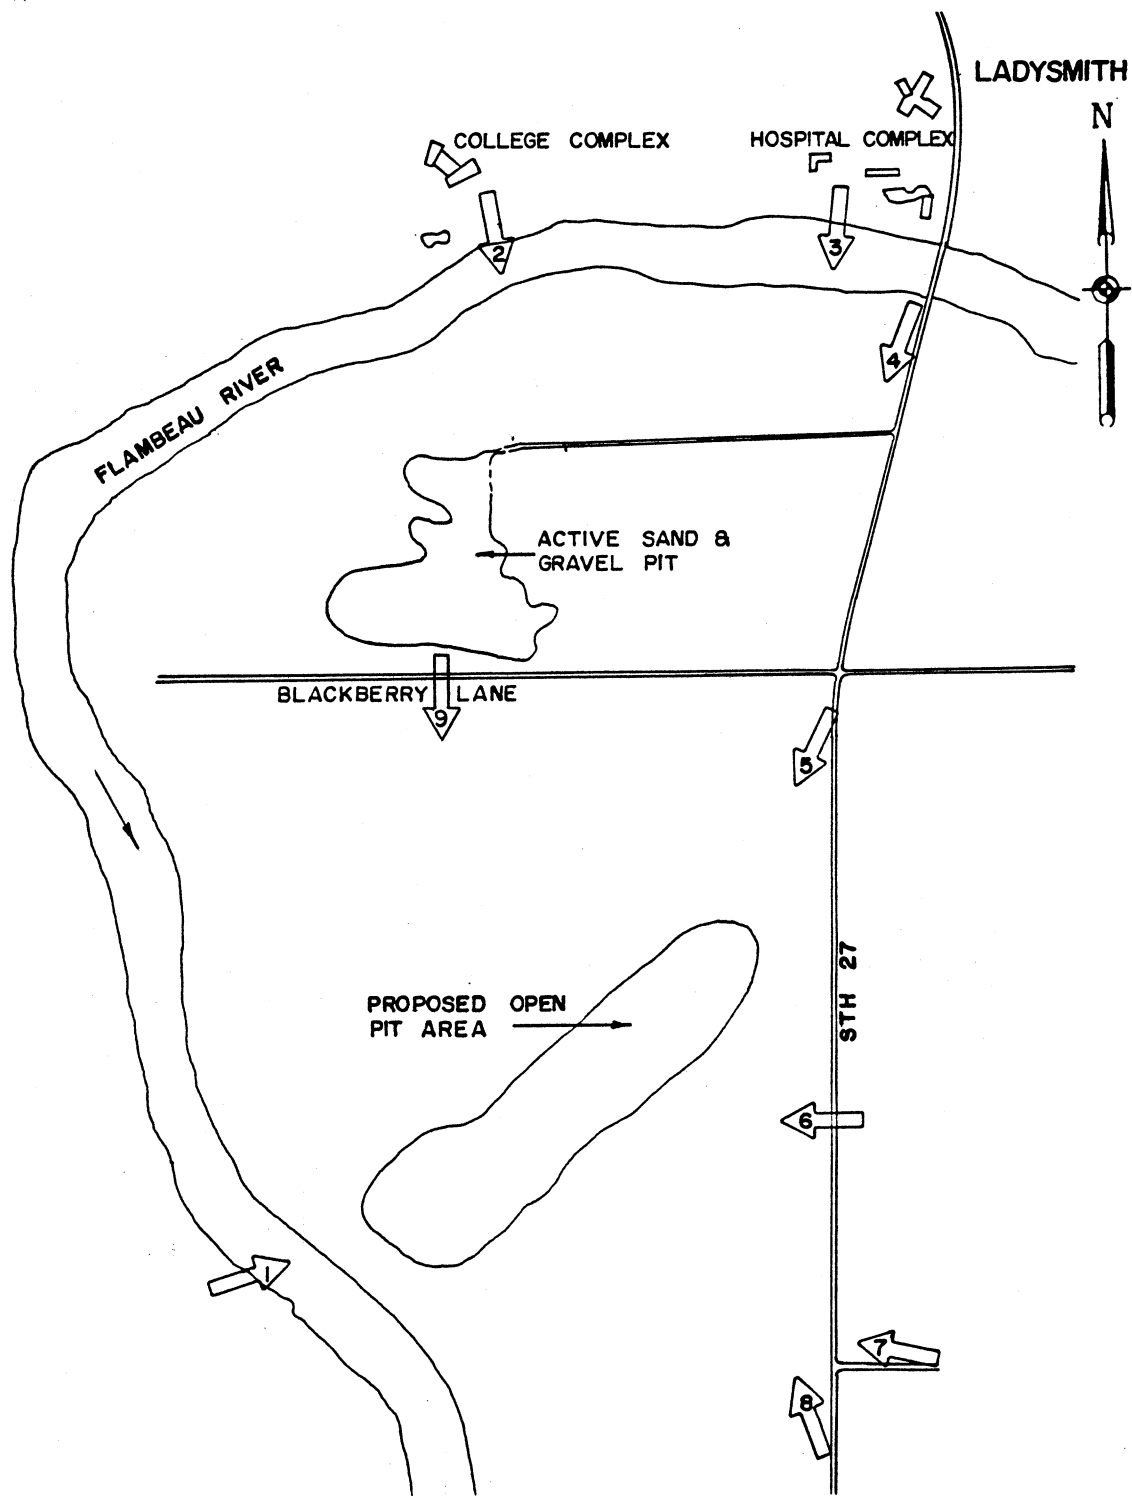 LADYSMITH
N
COLLEGE COMPLEX
HOSPITAL COMPLEX
2
3
4
FLAMBEAU RIVER
ACTIVE SAND &
GRAVEL PIT
BLACKBERRY LANE
9
5
STH 27
PROPOSED OPEN
PIT AREA
6
1
7
8